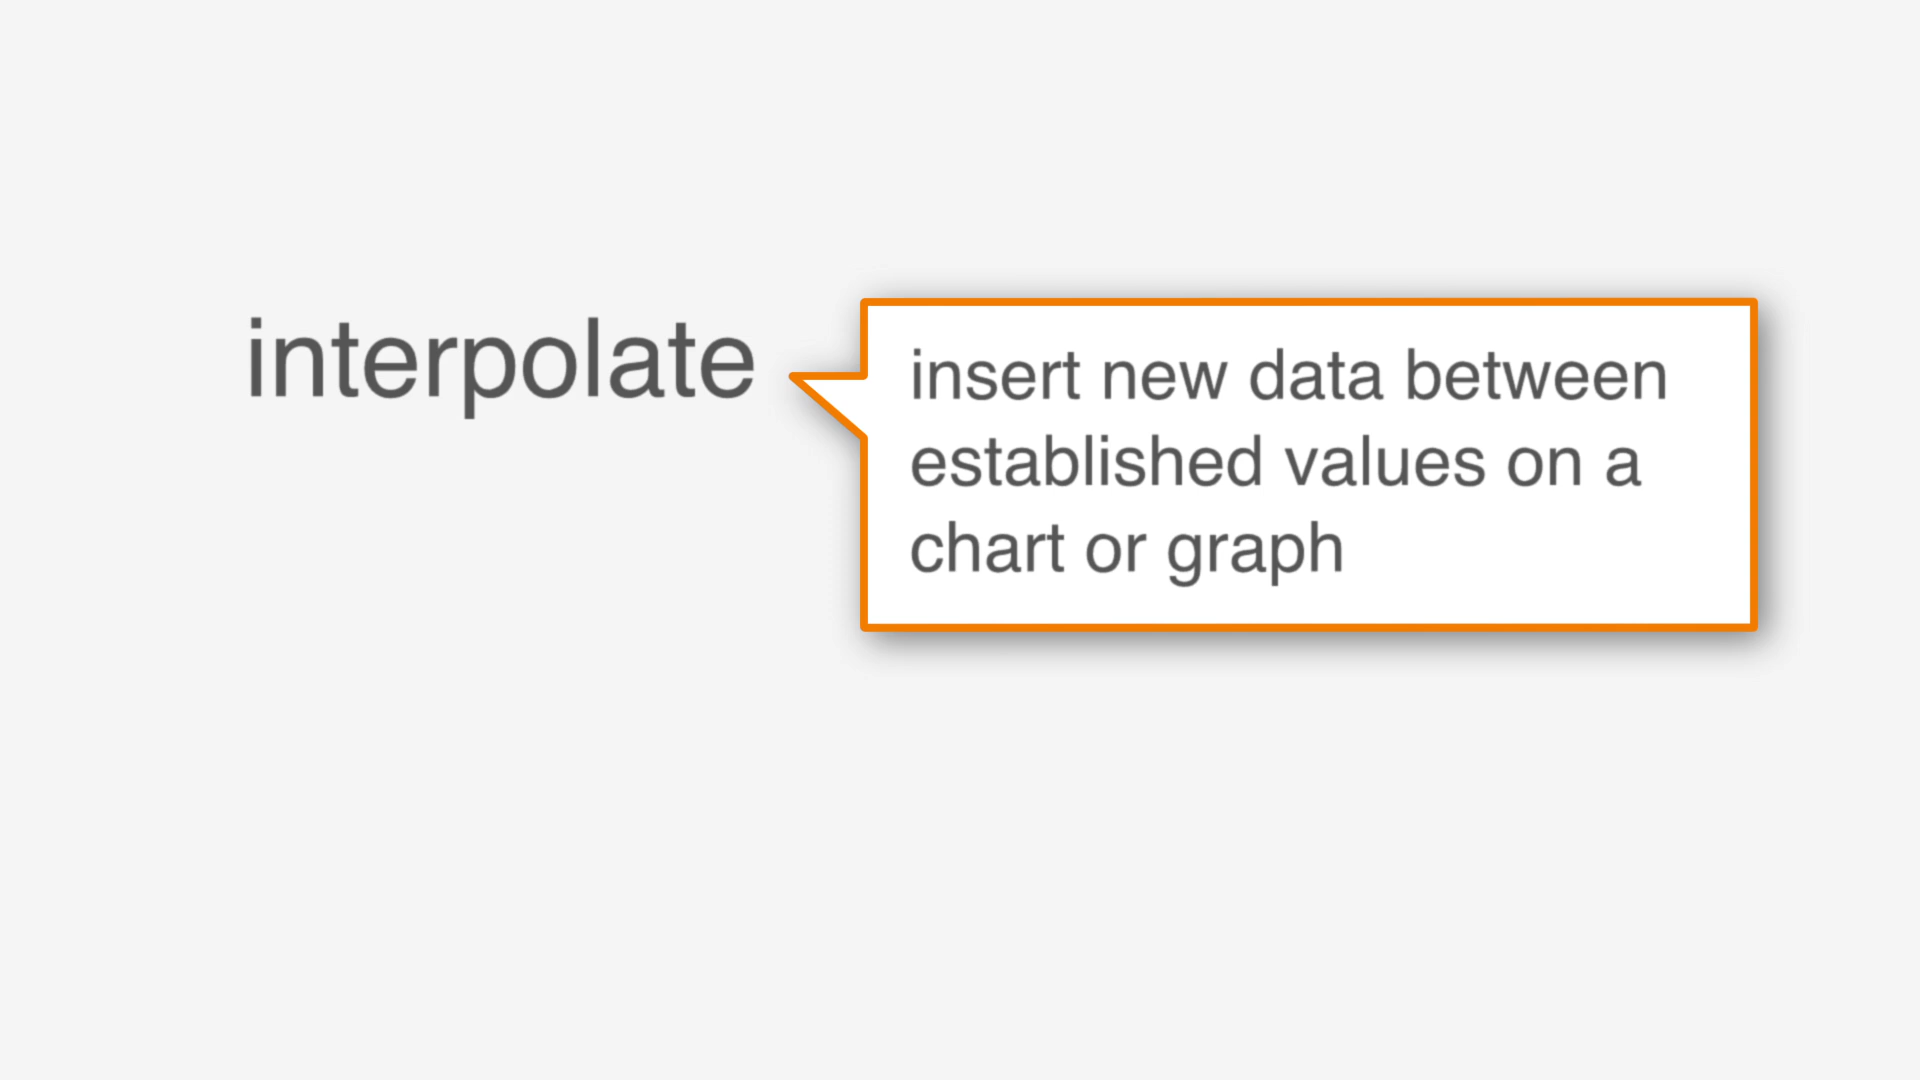 interpolate
insert new data between
established values on a
chart or graph